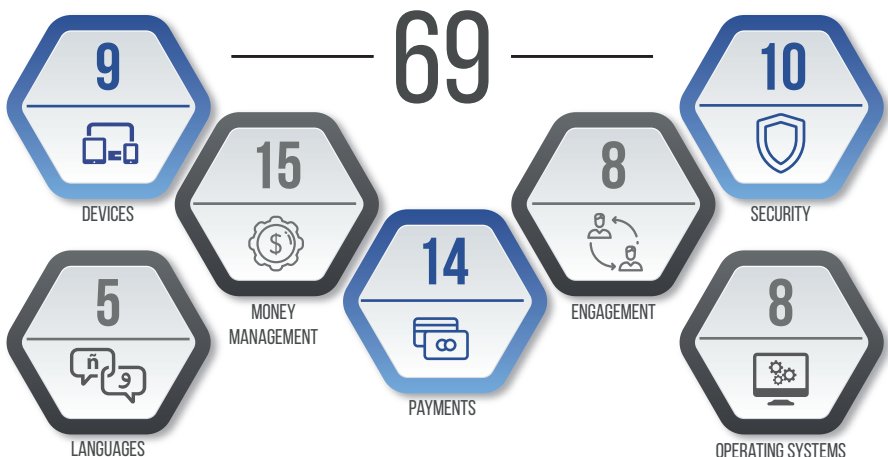 69
9
DEVICES
15
MONEY
MANAGEMENT
14
PAYMENTS
8
ENGAGEMENT
10
SECURITY
5
ñ
و
LANGUAGES
8
OPERATING SYSTEMS